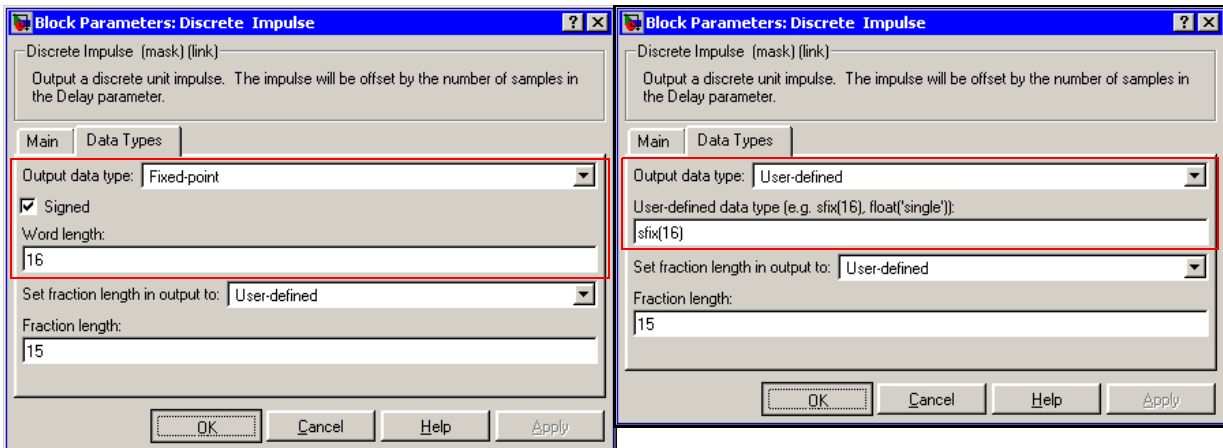 Block Parameters: Discrete Impulse
Discrete Impulse (mask) (link)
Output a discrete unit impulse. The impulse will be offset by the number of samples in
the Delay parameter.
Main
Data Types
Output data type:
Fixed-point
Signed
Word length:
16
Set fraction length in output to:
User-defined
Fraction length:
15
OK
Cancel
Help
Apply
Block Parameters: Discrete Impulse
Discrete Impulse (mask) (link)
Output a discrete unit impulse. The impulse will be offset by the number of samples in
the Delay parameter.
Main
Data Types
Output data type:
User-defined
User-defined data type (e.g. sfix(16), float('single')):
sfix(16)
Set fraction length in output to:
User-defined
Fraction length:
15
OK
Cancel
Help
Apply